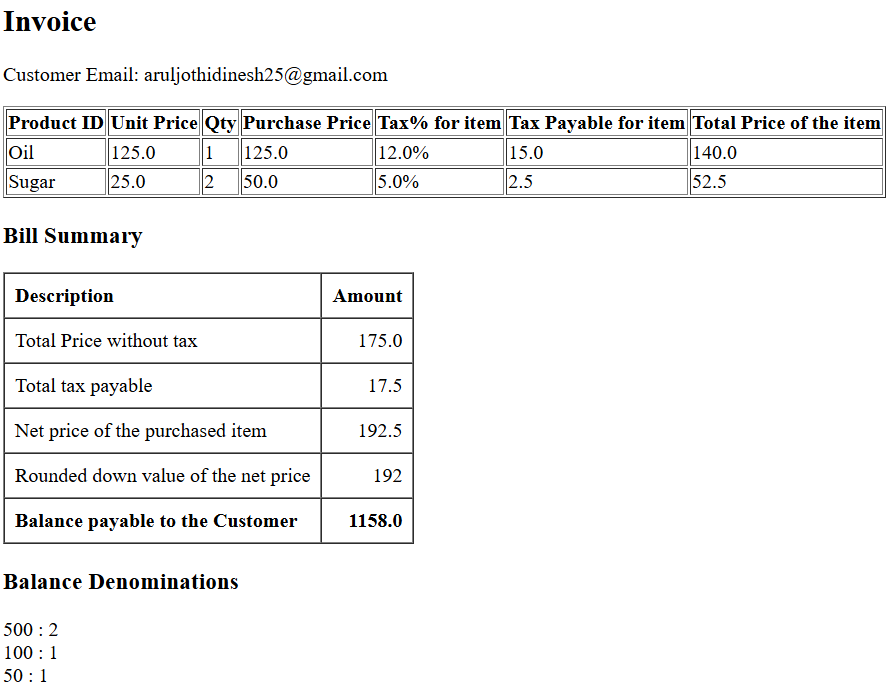 Invoice
Customer Email: aruljothidinesh25@gmail.com
Product ID Unit Price Qty Purchase Price Tax% for item Tax Payable for item Total Price of the item
Oil 125.0 1 125.0 12.0% 15.0 140.0
Sugar 25.0 2 50.0 5.0% 2.5 52.5
Bill Summary
Description Amount
Total Price without tax 175.0
Total tax payable 17.5
Net price of the purchased item 192.5
Rounded down value of the net price 192
Balance payable to the Customer 1158.0
Balance Denominations
500 : 2
100 : 1
50 : 1